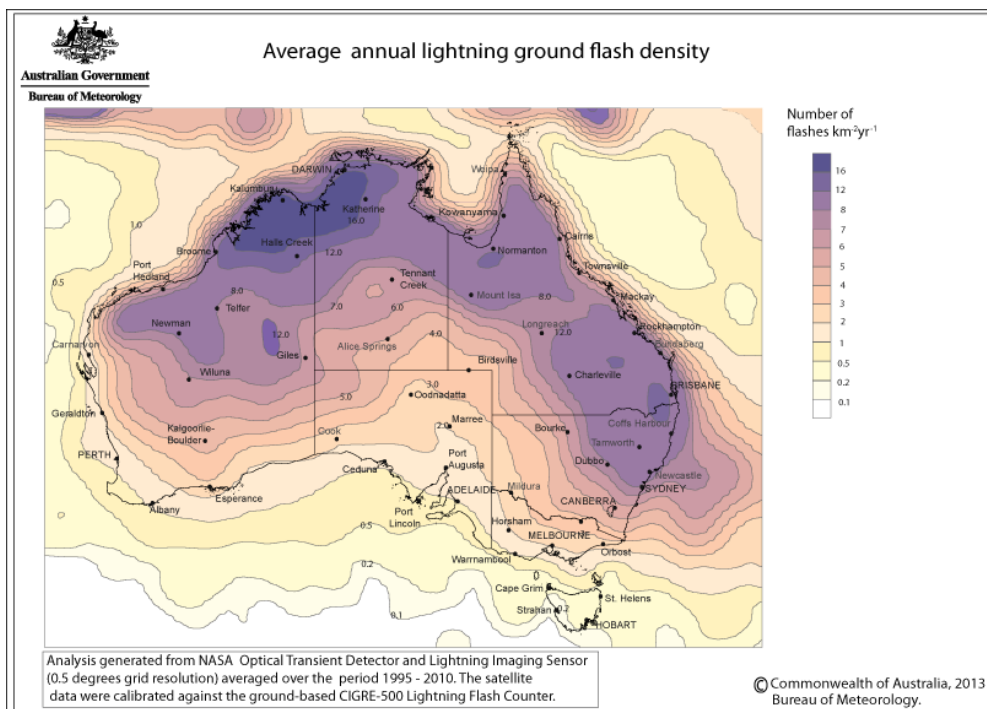 Average annual lightning ground flash density
Australian Government
Bureau of Meteorology
Number of
flashes km-2yr-1
16
12
8
7
6
5
4
3
2
1
0.5
0.2
0.1
DARWIN
Weipa
Kalumburu
Katherine
16.0
Kowanyama
1.0
Halls Creek
Cairns
Broome
12.0
Normanton
Port
Hedland
Townsville
0.5
Tennant
Creek
8.0
7.0
6.0
Mount Isa
8.0
Mackay
Telfer
Newman
12.0
4.0
Longreach
12.0
Rockhampton
Carnarvon
Alice Springs
Bundaberg
Giles
Birdsville
Wiluna
Charleville
3.0
BRISBANE
5.0
Oodnadatta
Geraldton
Kalgoorlie-
Boulder
Cook
2.0
Marree
Bourke
Coffs Harbour
Tamworth
PERTH
Ceduna
Port
Augusta
Dubbo
Newcastle
Esperance
Mildura
SYDNEY
Albany
Port
Lincoln
ADELAIDE
CANBERRA
0.5
Horsham
MELBOURNE
Orbost
Warrnambool
0.2
Cape Grim
St. Helens
0.1
Strahan
0.2
HOBART
Analysis generated from NASA Optical Transient Detector and Lightning Imaging Sensor
(0.5 degrees grid resolution) averaged over the period 1995 - 2010. The satellite
data were calibrated against the ground-based CIGRE-500 Lightning Flash Counter.
© Commonwealth of Australia, 2013
Bureau of Meteorology.